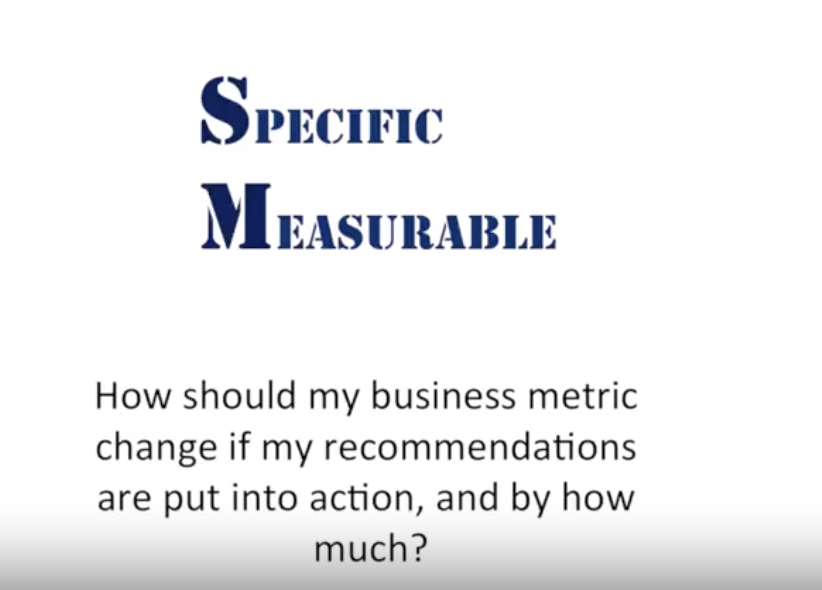 SPECIFIC
MEASURABLE
How should my business metric
change if my recommendations
are put into action, and by how
much?